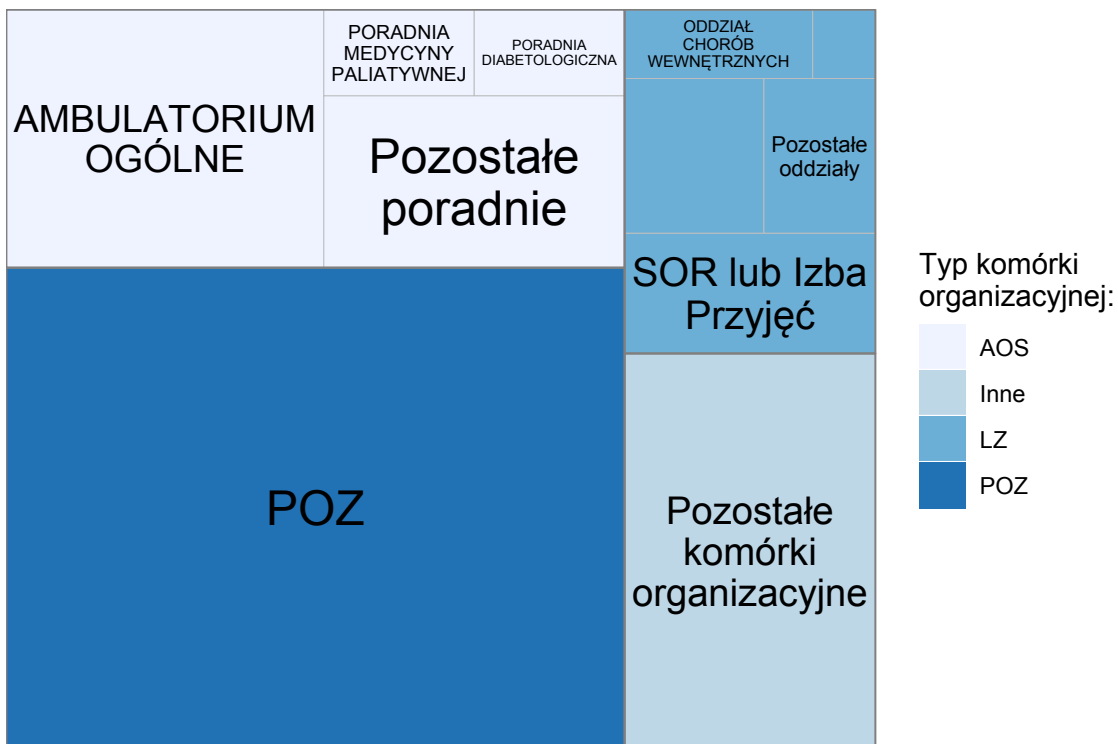 AMBULATORIUM
OGÓLNE
PORADNIA
MEDYCYNY
PALIATYWNEJ
PORADNIA
DIABETOLOGICZNA
Pozostałe
poradnie
ODDZIAŁ
CHORÓB
WEWNĘTRZNYCH
Pozostałe
oddziały
SOR lub Izba
Przyjęć
POZ
Pozostałe
komórki
organizacyjne
Typ komórki
organizacyjnej:
AOS
Inne
LZ
POZ